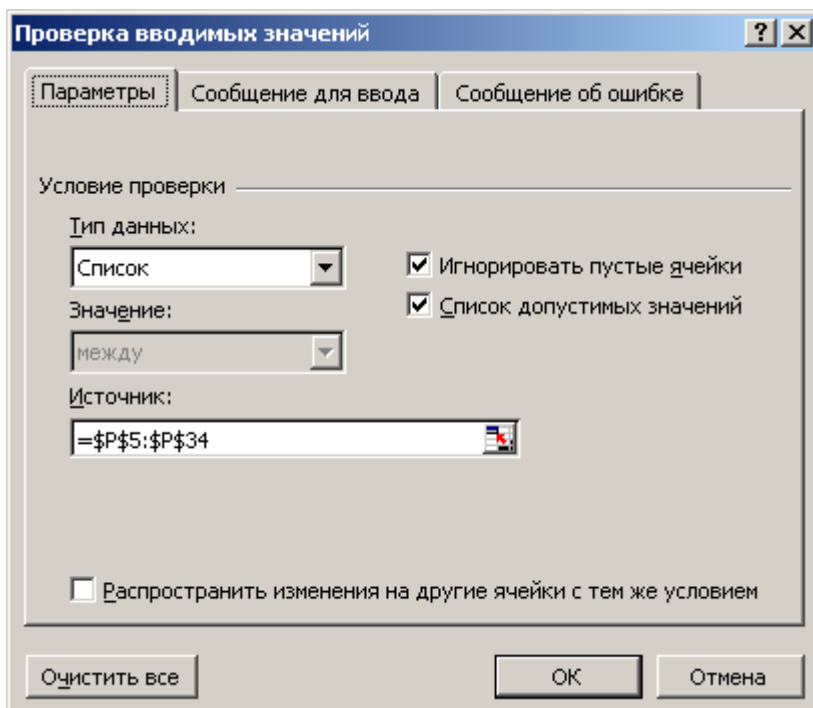 Проверка вводимых значений
Параметры
Сообщение для ввода
Сообщение об ошибке
Условие проверки
Тип данных:
Список
Игнорировать пустые ячейки
Список допустимых значений
Значение:
между
Источник:
=$P$5:$P$34
Распространить изменения на другие ячейки с тем же условием
Очистить все
ОК
Отмена